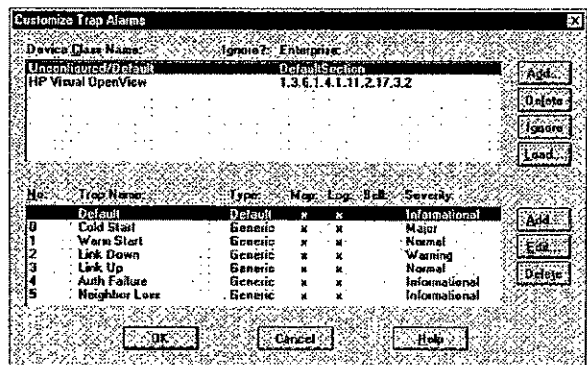 Customize Trap Alarms
Device Class Name: Ignore?: Enterprise:
Unconfigured/Default DefaultSection
HP Visual OpenView 1.3.6.1.4.1.11.2.17.3.2
Add...
Delete
Ignore
Load...
No: Trap Name: Type: Map: Log: Bell: Severity:
Default Default x x Informational
0 Cold Start Generic x x Major
1 Warm Start Generic x x Normal
2 Link Down Generic x x Warning
3 Link Up Generic x x Normal
4 Auth Failure Generic x x Informational
5 Neighbor Loss Generic x x Informational
Add...
Edit...
Delete
OK Cancel Help